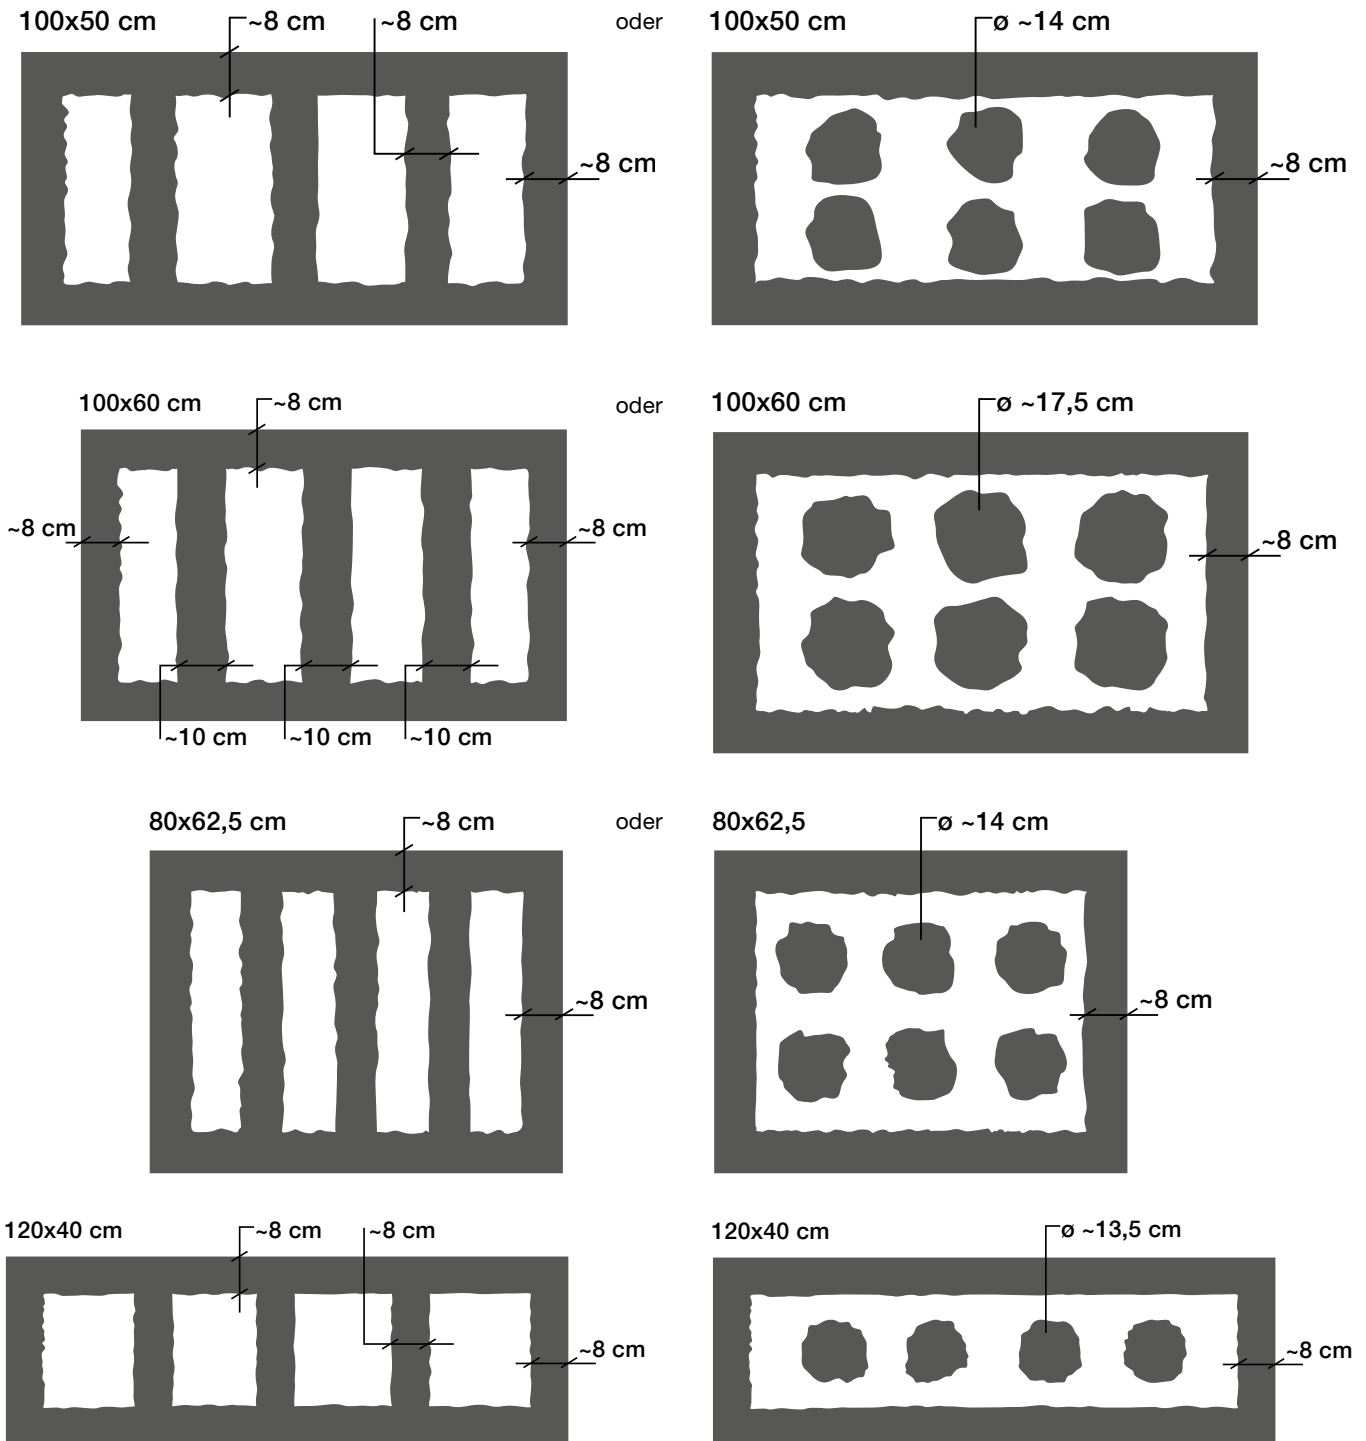 100x50 cm ~8 cm ~8 cm oder 100x50 cm ø ~14 cm
~8 cm ~8 cm
100x60 cm ~8 cm oder 100x60 cm ø ~17,5 cm
~8 cm ~8 cm ~8 cm
~10 cm ~10 cm ~10 cm
80x62,5 cm ~8 cm oder 80x62,5 ø ~14 cm
~8 cm ~8 cm
120x40 cm ~8 cm ~8 cm 120x40 cm ø ~13,5 cm
~8 cm ~8 cm